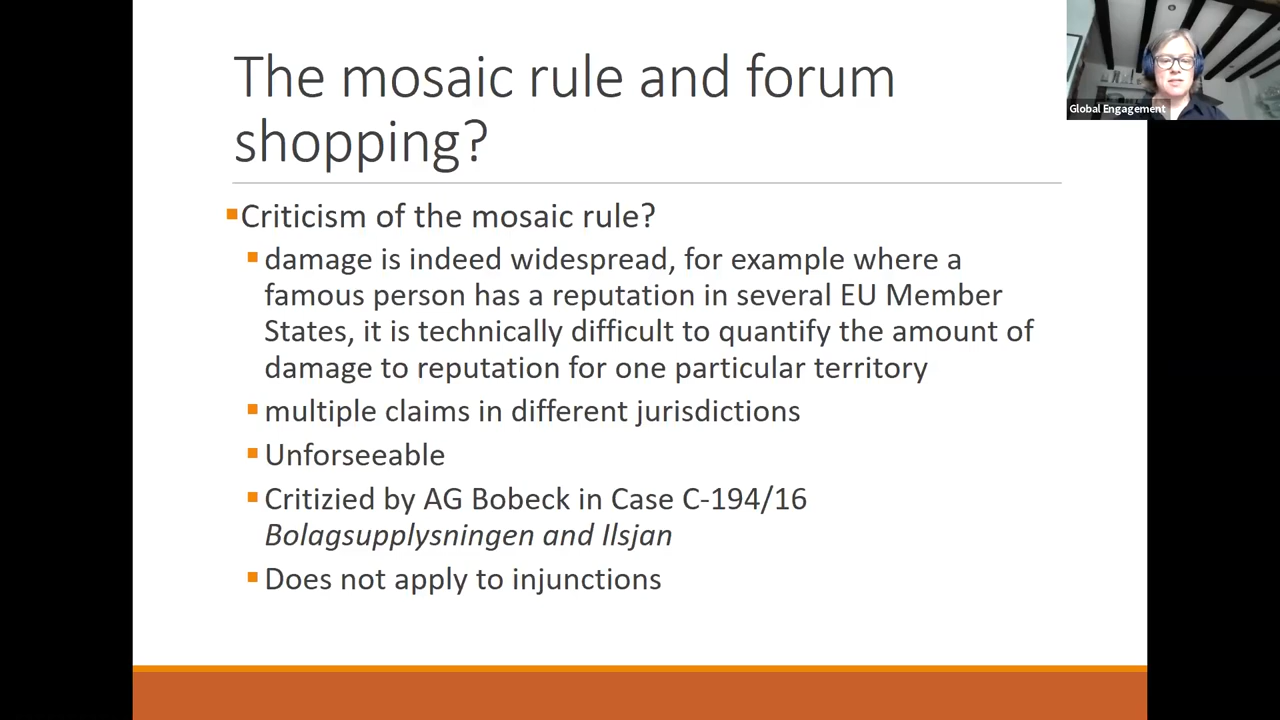 The mosaic rule and forum
shopping?
Global Engagement
Criticism of the mosaic rule?
damage is indeed widespread, for example where a
famous person has a reputation in several EU Member
States, it is technically difficult to quantify the amount of
damage to reputation for one particular territory
multiple claims in different jurisdictions
Unforseeable
Critizied by AG Bobeck in Case C-194/16
Bolagsupplysningen and Ilsjan
Does not apply to injunctions